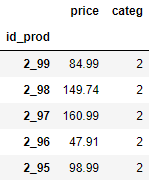 price categ
id_prod
2_99 84.99 2
2_98 149.74 2
2_97 160.99 2
2_96 47.91 2
2_95 98.99 2